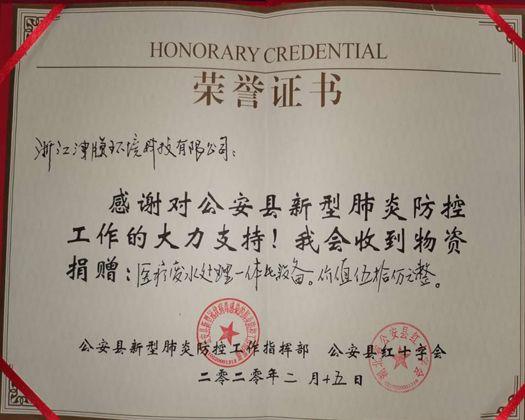 HONORARY CREDENTIAL
荣誉证书
浙江津膜环境科技有限公司：
感谢对公安县新型肺炎防控
工作的大力支持！我会收到物资
捐赠：医疗废水处理一体化设备。价值伍拾万元整。
公安县新型肺炎防控工作指挥部 公安县红十字会
二零二零年二月十五日